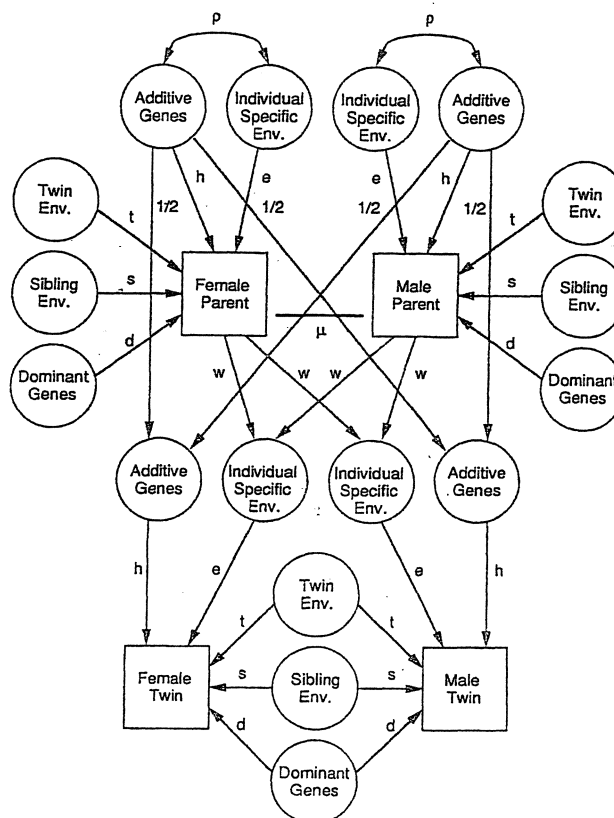 ρ ρ
Additive
Genes
Individual
Specific
Env.
Individual
Specific
Env.
Additive
Genes
h e e h
Twin
Env.
1/2 1/2 1/2 1/2
Twin
Env.
t t
Female
Parent
Male
Parent
Sibling
Env.
s s
Sibling
Env.
μ
d d
Dominant
Genes
Dominant
Genes
w w w w
Additive
Genes
Individual
Specific
Env.
Individual
Specific
Env.
Additive
Genes
h e e h
Twin
Env.
t t
Female
Twin
Sibling
Env.
Male
Twin
s s
d d
Dominant
Genes